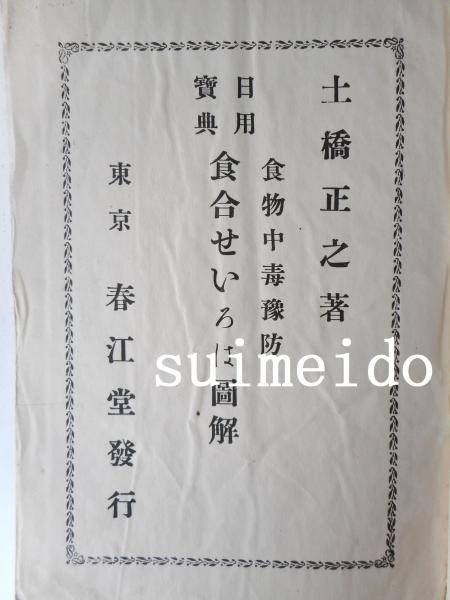 土橋正之著
食物中毒豫防
日用
寶典
食合せいろは圖解
東京 春江堂發行
suimeido